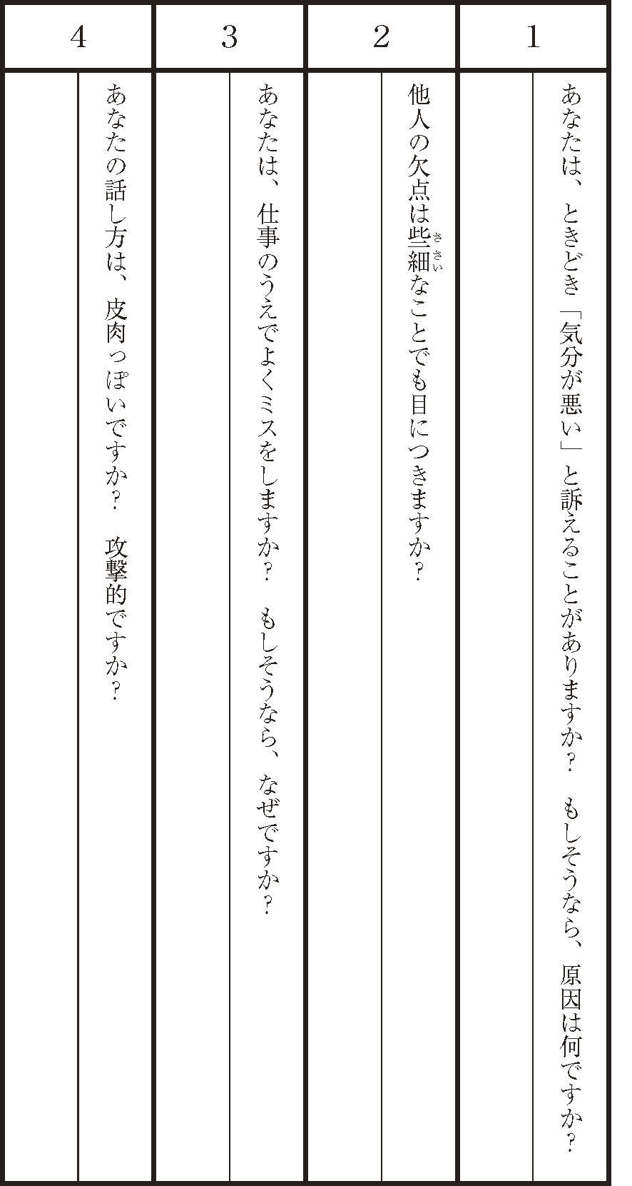 1
あなたは、ときどき「気分が悪い」と訴えることがありますか？　もしそうなら、原因は何ですか？
2
他人の欠点は些細なことでも目につきますか？
ささい
3
あなたは、仕事のうえでよくミスをしますか？　もしそうなら、なぜですか？
4
あなたの話し方は、皮肉っぽいですか？　攻撃的ですか？